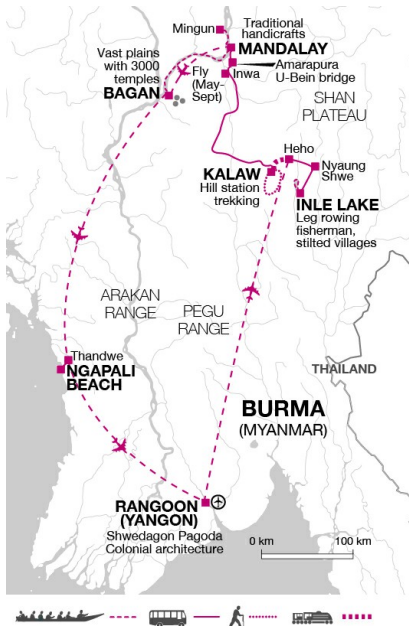 Mingun
Traditional
handicrafts
MANDALAY
Vast plains
with 3000
temples
BAGAN
Fly
(May-
Sept)
Inwa
Amarapura
U-Bein bridge
SHAN
PLATEAU
Heho
KALAW
Hill station
trekking
Nyaung
Shwe
INLE LAKE
Leg rowing
fisherman,
stilted villages
ARAKAN
RANGE
PEGU
RANGE
Thandwe
NGAPALI
BEACH
THAILAND
BURMA
(MYANMAR)
RANGOON
(YANGON)
Shwedagon Pagoda
Colonial architecture
0 km
100 km